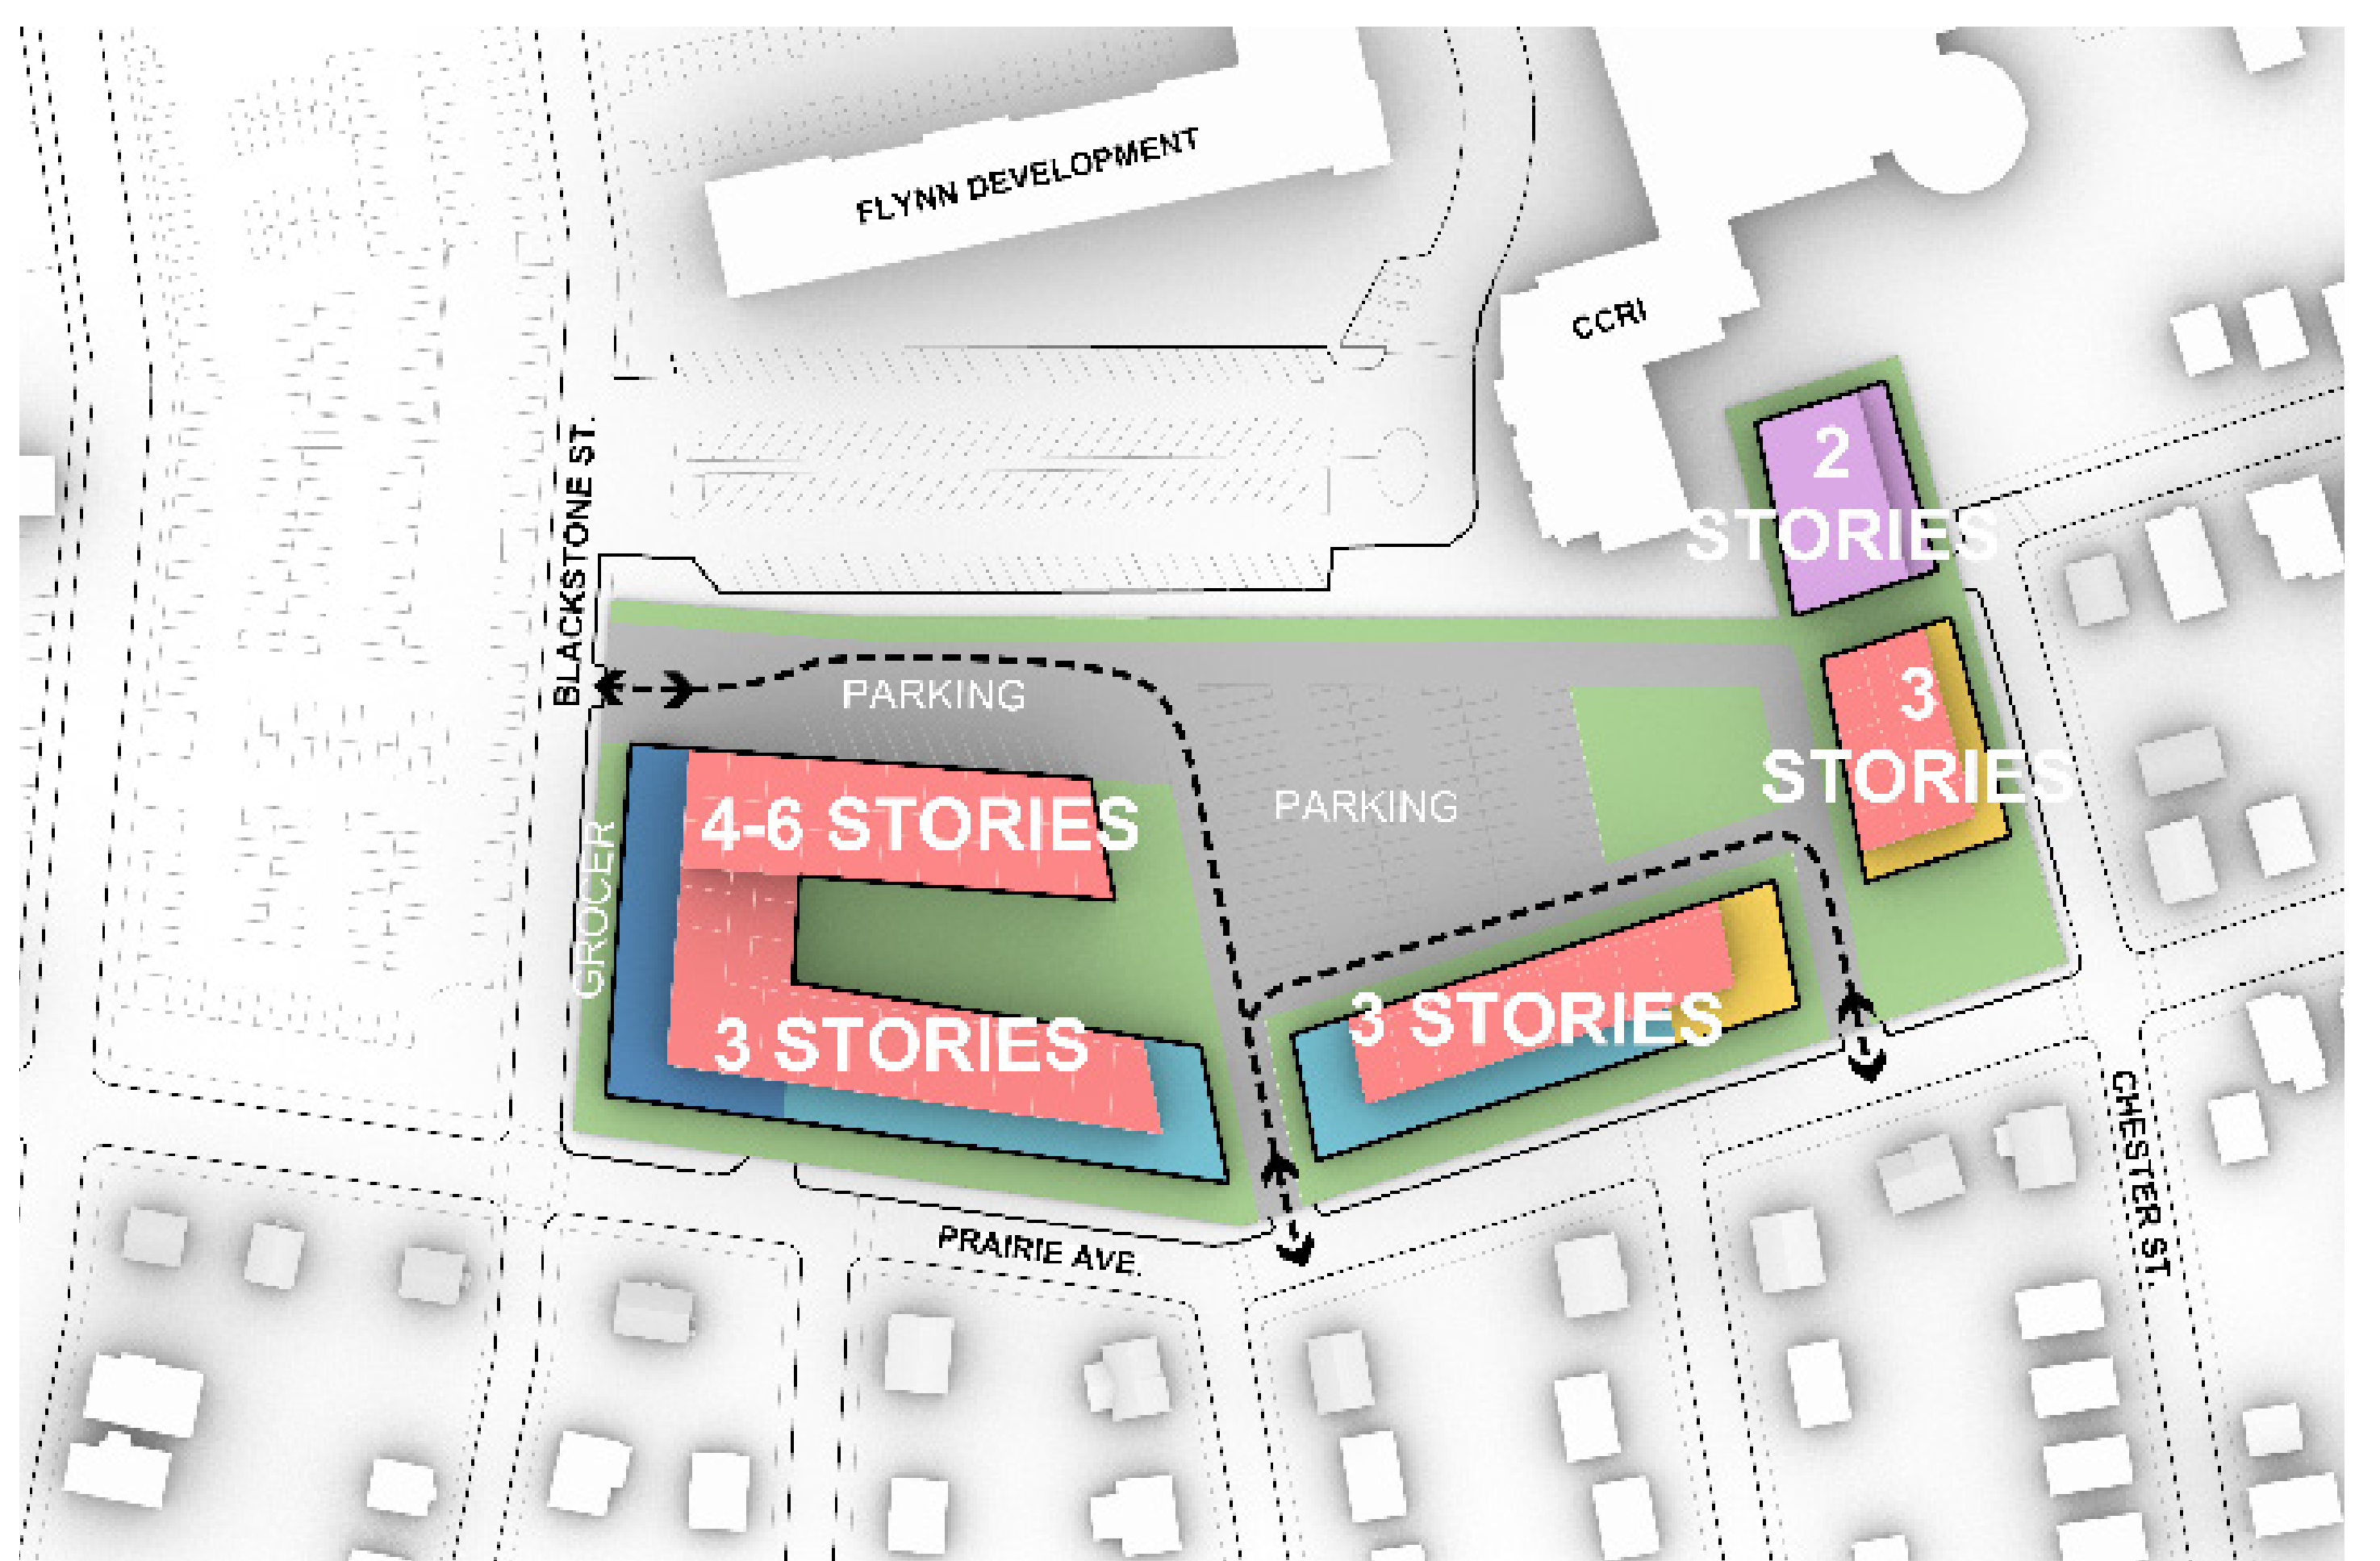 FLYNN DEVELOPMENT
CCRI
BLACKSTONE ST.
2
STORIES
PARKING
3
STORIES
PARKING
4-6 STORIES
GROCER
3 STORIES
3 STORIES
PRAIRIE AVE.
CHESTER ST.